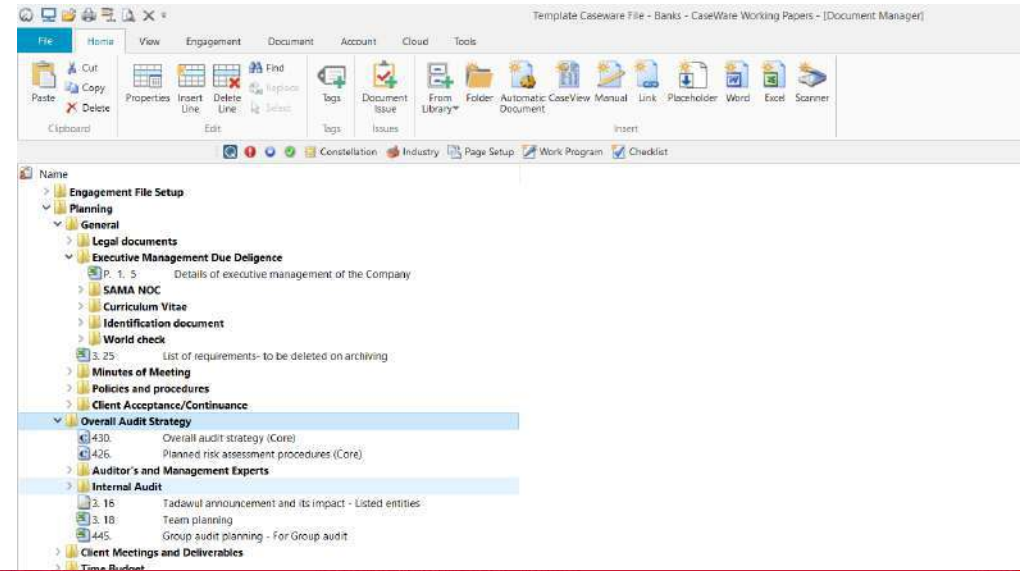 Template Caseware File - Banks - CaseWare Working Papers - [Document Manager]
File Home View Engagement Document Account Cloud Tools
Paste
Cut
Copy
Delete
Properties
Insert Line
Delete Line
Find
Replace
Select
Tags
Document Issue
From Library
Folder
Automatic Document
CaseView
Manual
Link
Placeholder
Word
Excel
Scanner
Clipboard Edit Tags Issues Insert
Constellation Industry Page Setup Work Program Checklist
Name
Engagement File Setup
Planning
General
Legal documents
Executive Management Due Deligence
P. 1. 5 Details of executive management of the Company
SAMA NOC
Curriculum Vitae
Identification document
World check
3. 25 List of requirements- to be deleted on archiving
Minutes of Meeting
Policies and procedures
Client Acceptance/Continuance
Overall Audit Strategy
430. Overall audit strategy (Core)
426. Planned risk assessment procedures (Core)
Auditor's and Management Experts
Internal Audit
3. 16 Tadawul announcement and its impact - Listed entities
3. 18 Team planning
445. Group audit planning - For Group audit
Client Meetings and Deliverables
Time Budget